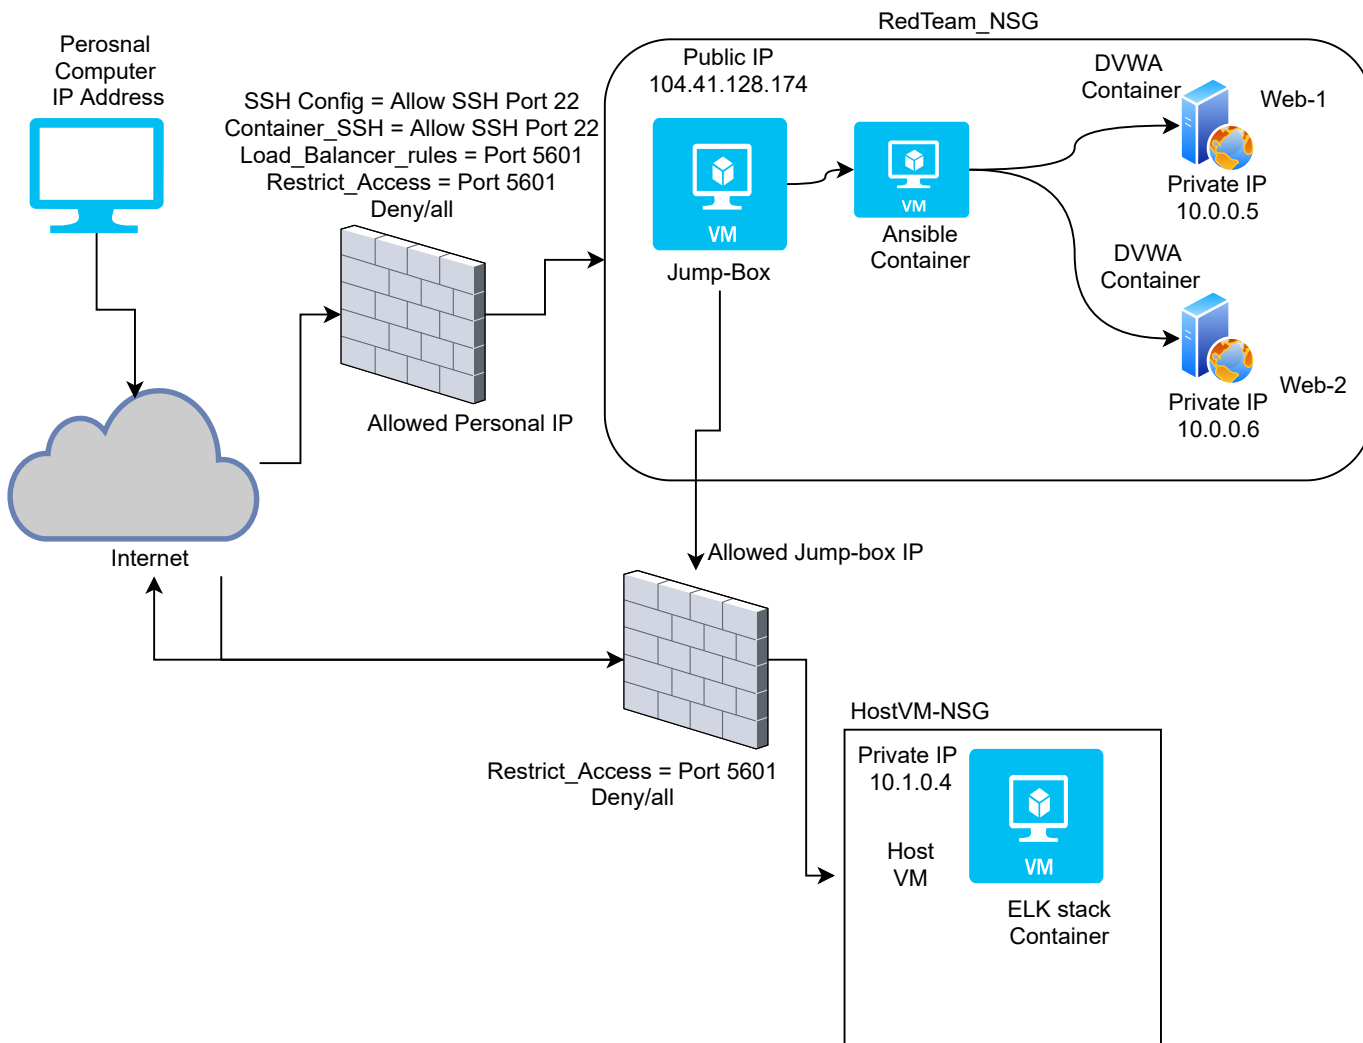 RedTeam_NSG
Perosnal
Computer
IP Address
SSH Config = Allow SSH Port 22
Container_SSH = Allow SSH Port 22
Load_Balancer_rules = Port 5601
Restrict_Access = Port 5601
Deny/all
Allowed Personal IP
Public IP
104.41.128.174
VM
Jump-Box
VM
Ansible
Container
DVWA
Container
Web-1
Private IP
10.0.0.5
DVWA
Container
Web-2
Private IP
10.0.0.6
Internet
Allowed Jump-box IP
Restrict_Access = Port 5601
Deny/all
HostVM-NSG
Private IP
10.1.0.4
Host
VM
VM
ELK stack
Container